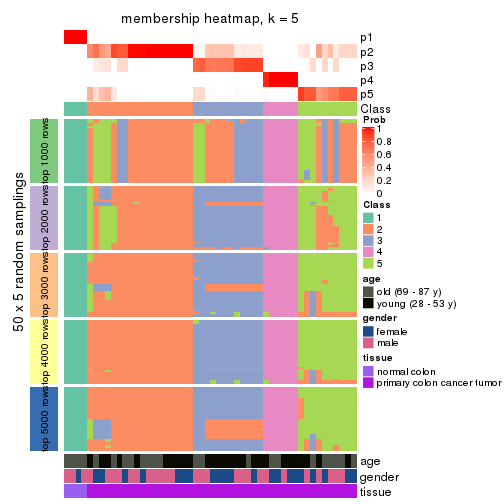 membership heatmap, k = 5
p1
p2
p3
p4
p5
Class
50 x 5 random samplings
top 1000 rows
top 2000 rows
top 3000 rows
top 4000 rows
top 5000 rows
Prob
1
0.8
0.6
0.4
0.2
0
Class
1
2
3
4
5
age
old (69 - 87 y)
young (28 - 53 y)
gender
female
male
tissue
normal colon
primary colon cancer tumor
age
gender
tissue